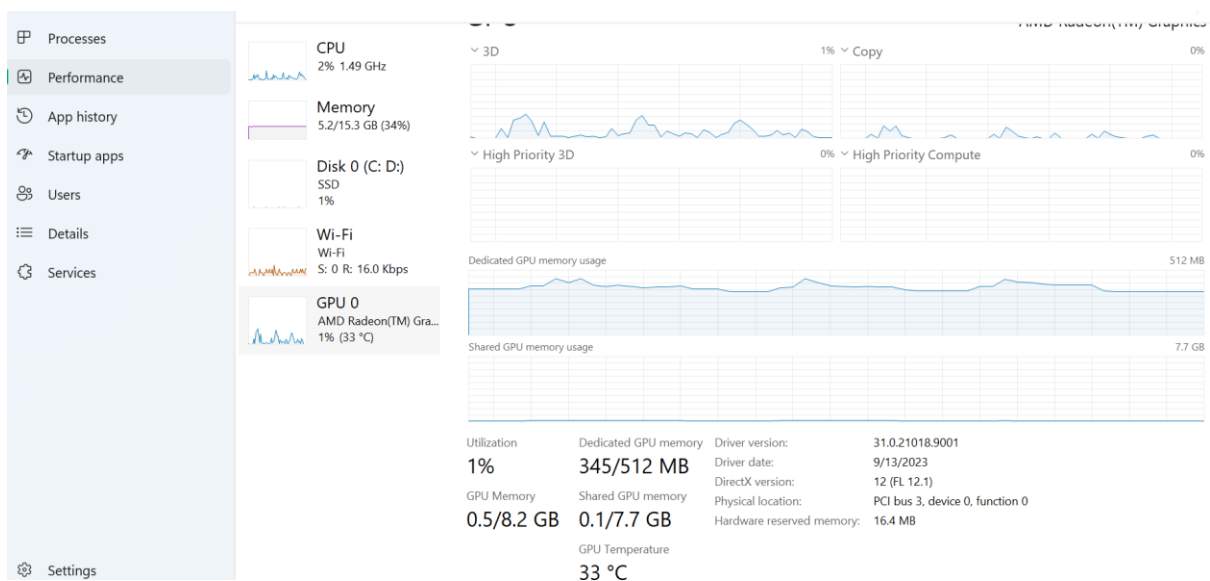 Processes
Performance
App history
Startup apps
Users
Details
Services
Settings
CPU
2% 1.49 GHz
Memory
5.2/15.3 GB (34%)
Disk 0 (C: D:)
SSD
1%
Wi-Fi
Wi-Fi
S: 0 R: 16.0 Kbps
GPU 0
AMD Radeon(TM) Gra...
1% (33 °C)
AMD Radeon(TM) Graphics
3D 1%
Copy 0%
High Priority 3D 0%
High Priority Compute 0%
Dedicated GPU memory usage 512 MB
Shared GPU memory usage 7.7 GB
Utilization
1%
Dedicated GPU memory
345/512 MB
GPU Memory
0.5/8.2 GB
Shared GPU memory
0.1/7.7 GB
GPU Temperature
33 °C
Driver version: 31.0.21018.9001
Driver date: 9/13/2023
DirectX version: 12 (FL 12.1)
Physical location: PCI bus 3, device 0, function 0
Hardware reserved memory: 16.4 MB